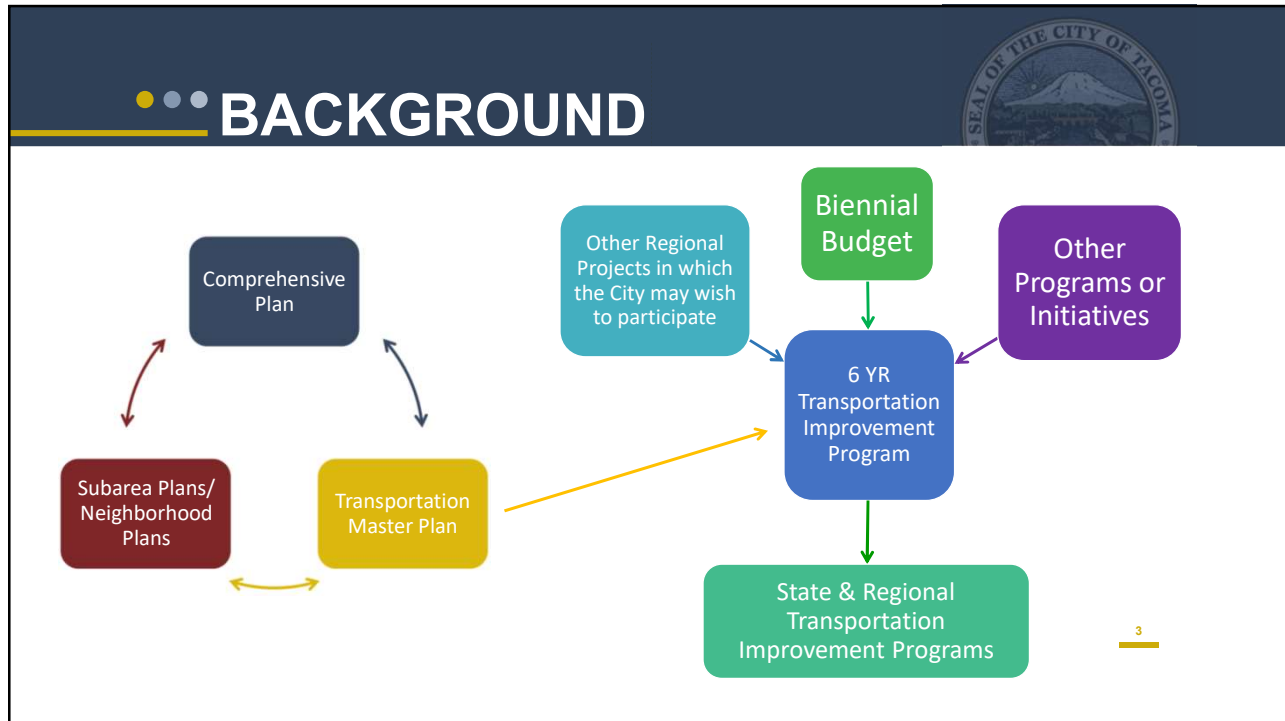 SEAL OF THE CITY OF TACOMA
BACKGROUND
Comprehensive
Plan
Subarea Plans/
Neighborhood
Plans
Transportation
Master Plan
Other Regional
Projects in which
the City may wish
to participate
Biennial
Budget
Other
Programs or
Initiatives
6 YR
Transportation
Improvement
Program
State & Regional
Transportation
Improvement Programs
3